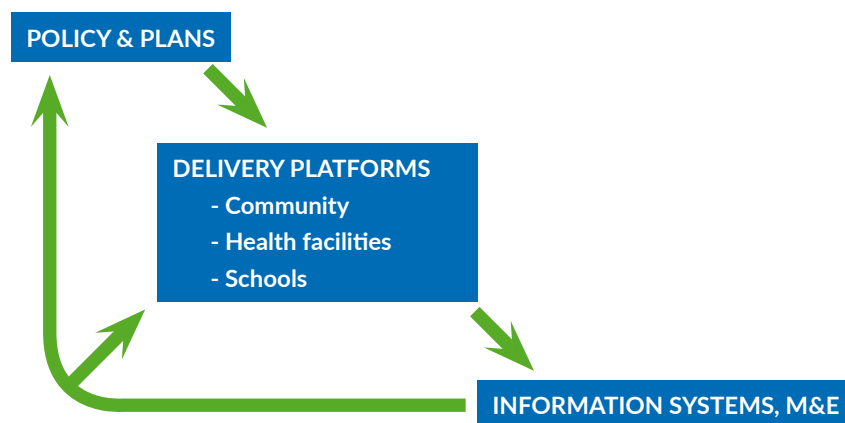 POLICY & PLANS
DELIVERY PLATFORMS
- Community
- Health facilities
- Schools
INFORMATION SYSTEMS, M&E